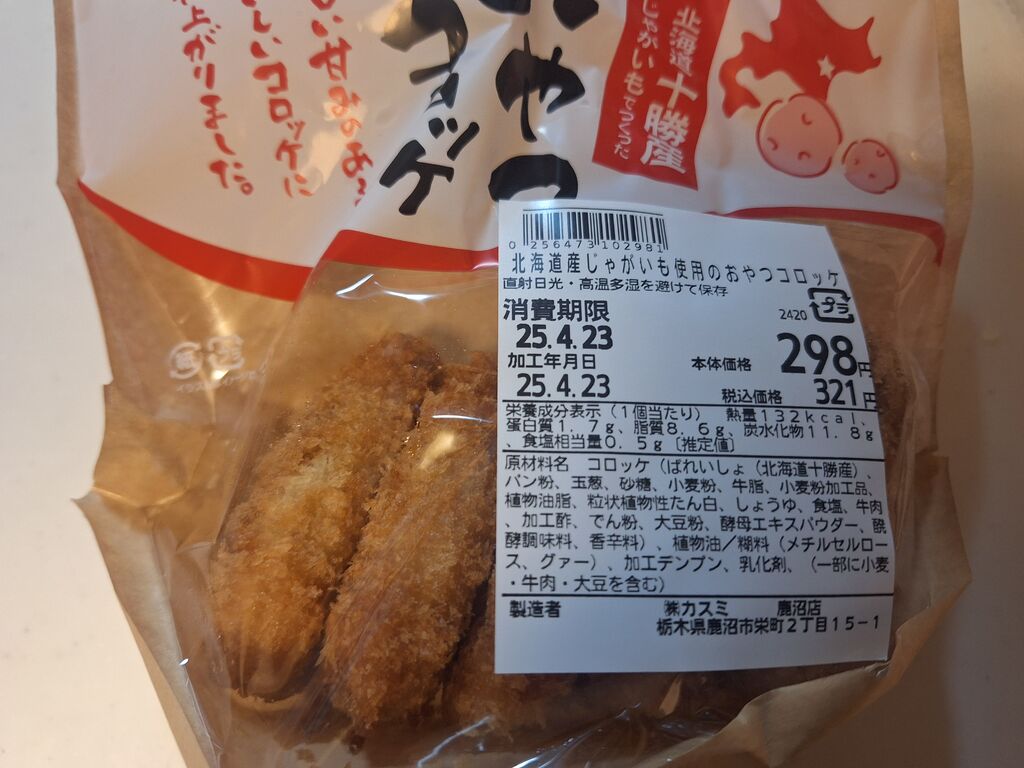 北海道十勝産
じゃがいもでつくった
おやつ
コロッケ
しいコロッケに
上がりました。
0 256473 102981
北海道産じゃがいも使用のおやつコロッケ
直射日光・高温多湿を避けて保存
消費期限
25.4.23
2420 プラ
加工年月日
25.4.23
本体価格 298円
税込価格 321円
栄養成分表示(1個当たり) 熱量132kcal、
蛋白質1.7g、脂質8.6g、炭水化物11.8g
、食塩相当量0.5g〔推定値〕
原材料名 コロッケ(ばれいしょ(北海道十勝産)
パン粉、玉葱、砂糖、小麦粉、牛脂、小麦粉加工品、
植物油脂、粒状植物性たん白、しょうゆ、食塩、牛肉
、加工酢、でん粉、大豆粉、酵母エキスパウダー、醗
酵調味料、香辛料)、植物油/糊料(メチルセルロー
ス、グァー)、加工デンプン、乳化剤、(一部に小麦
・牛肉・大豆を含む)
製造者 ㈱カスミ 鹿沼店
栃木県鹿沼市栄町2丁目15-1